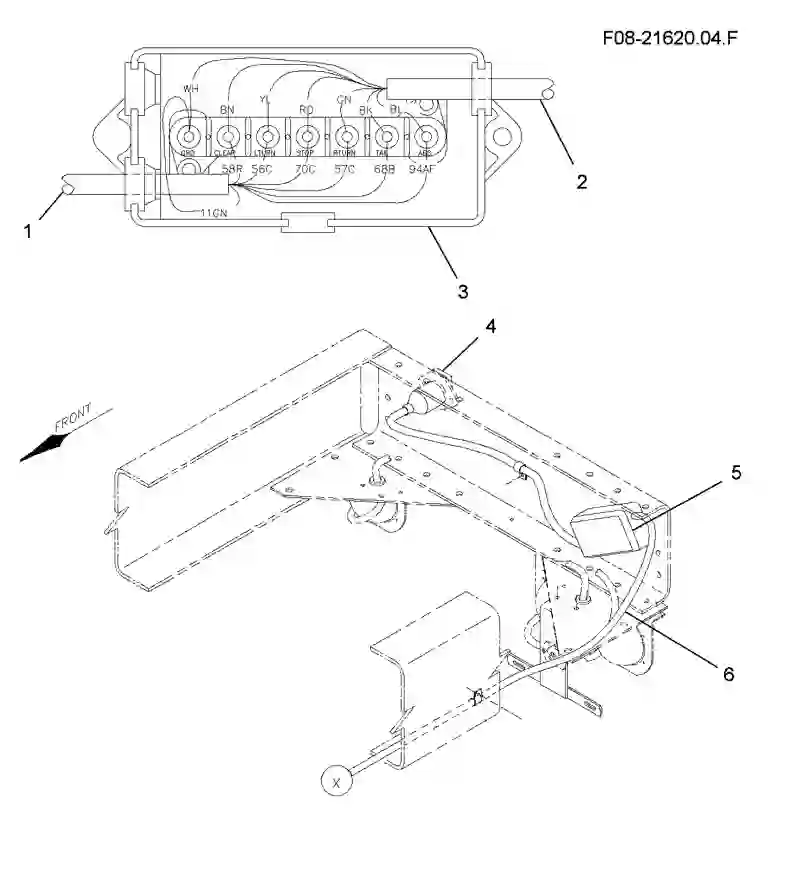 F08-21620.04.F
WH
BN
YL
RD
GN
BK
BL
GRD CLEAR LTURN STOP RTURN TAIL ABS
58R 56C 70C 57C 68B 94AF
11GN
1
2
3
4
FRONT
5
6
X